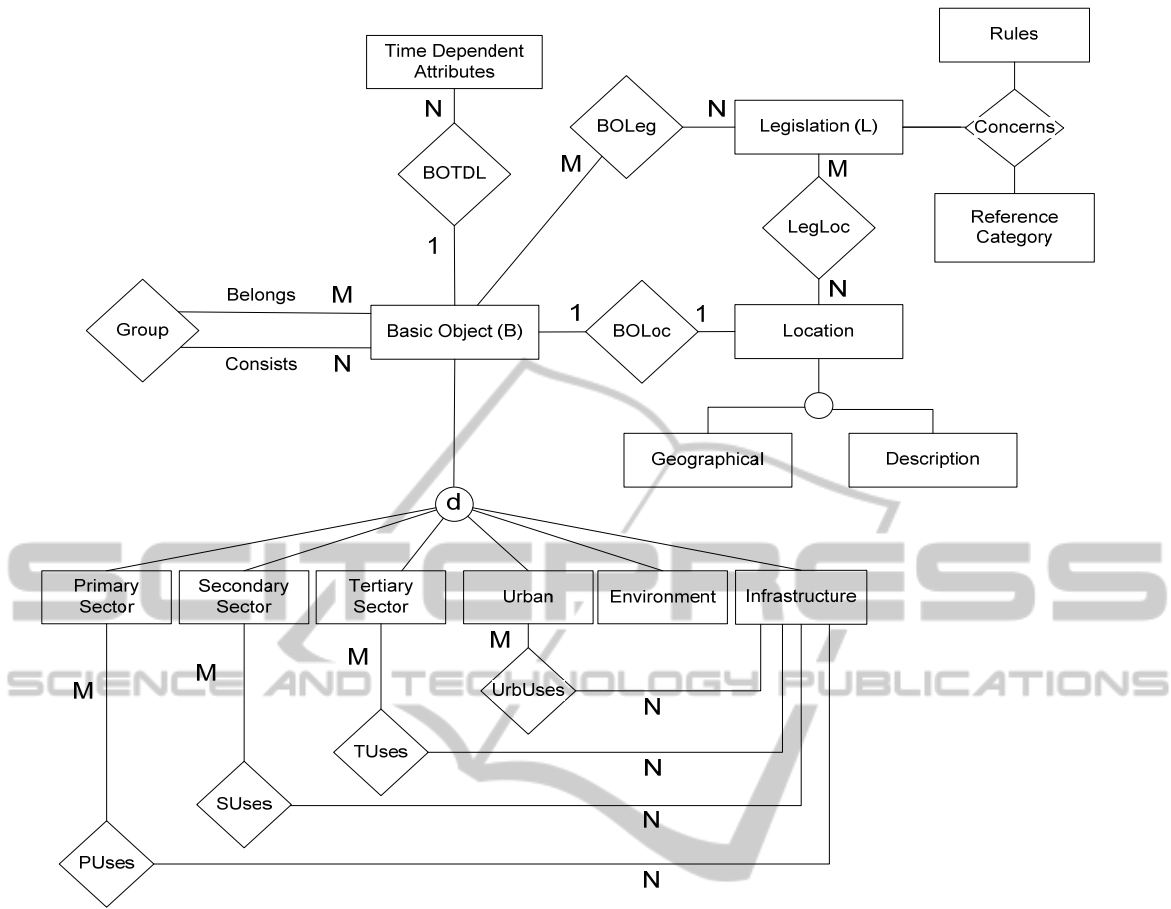 Rules
Time Dependent
Attributes
N
BOLeg
N
Legislation (L)
Concerns
BOTDL
M
M
LegLoc
Reference
Category
1
N
Belongs
M
Group
Basic Object (B)
1
BOLoc
1
Location
Consists
N
Geographical
Description
d
SCITEPRESS
Primary
Sector
Secondary
Sector
Tertiary
Sector
Urban
Environment
Infrastructure
M
M
M
M
SCIENCE AND TECHNOLOGY PUBLICATIONS
UrbUses
N
TUses
N
SUses
N
PUses
N